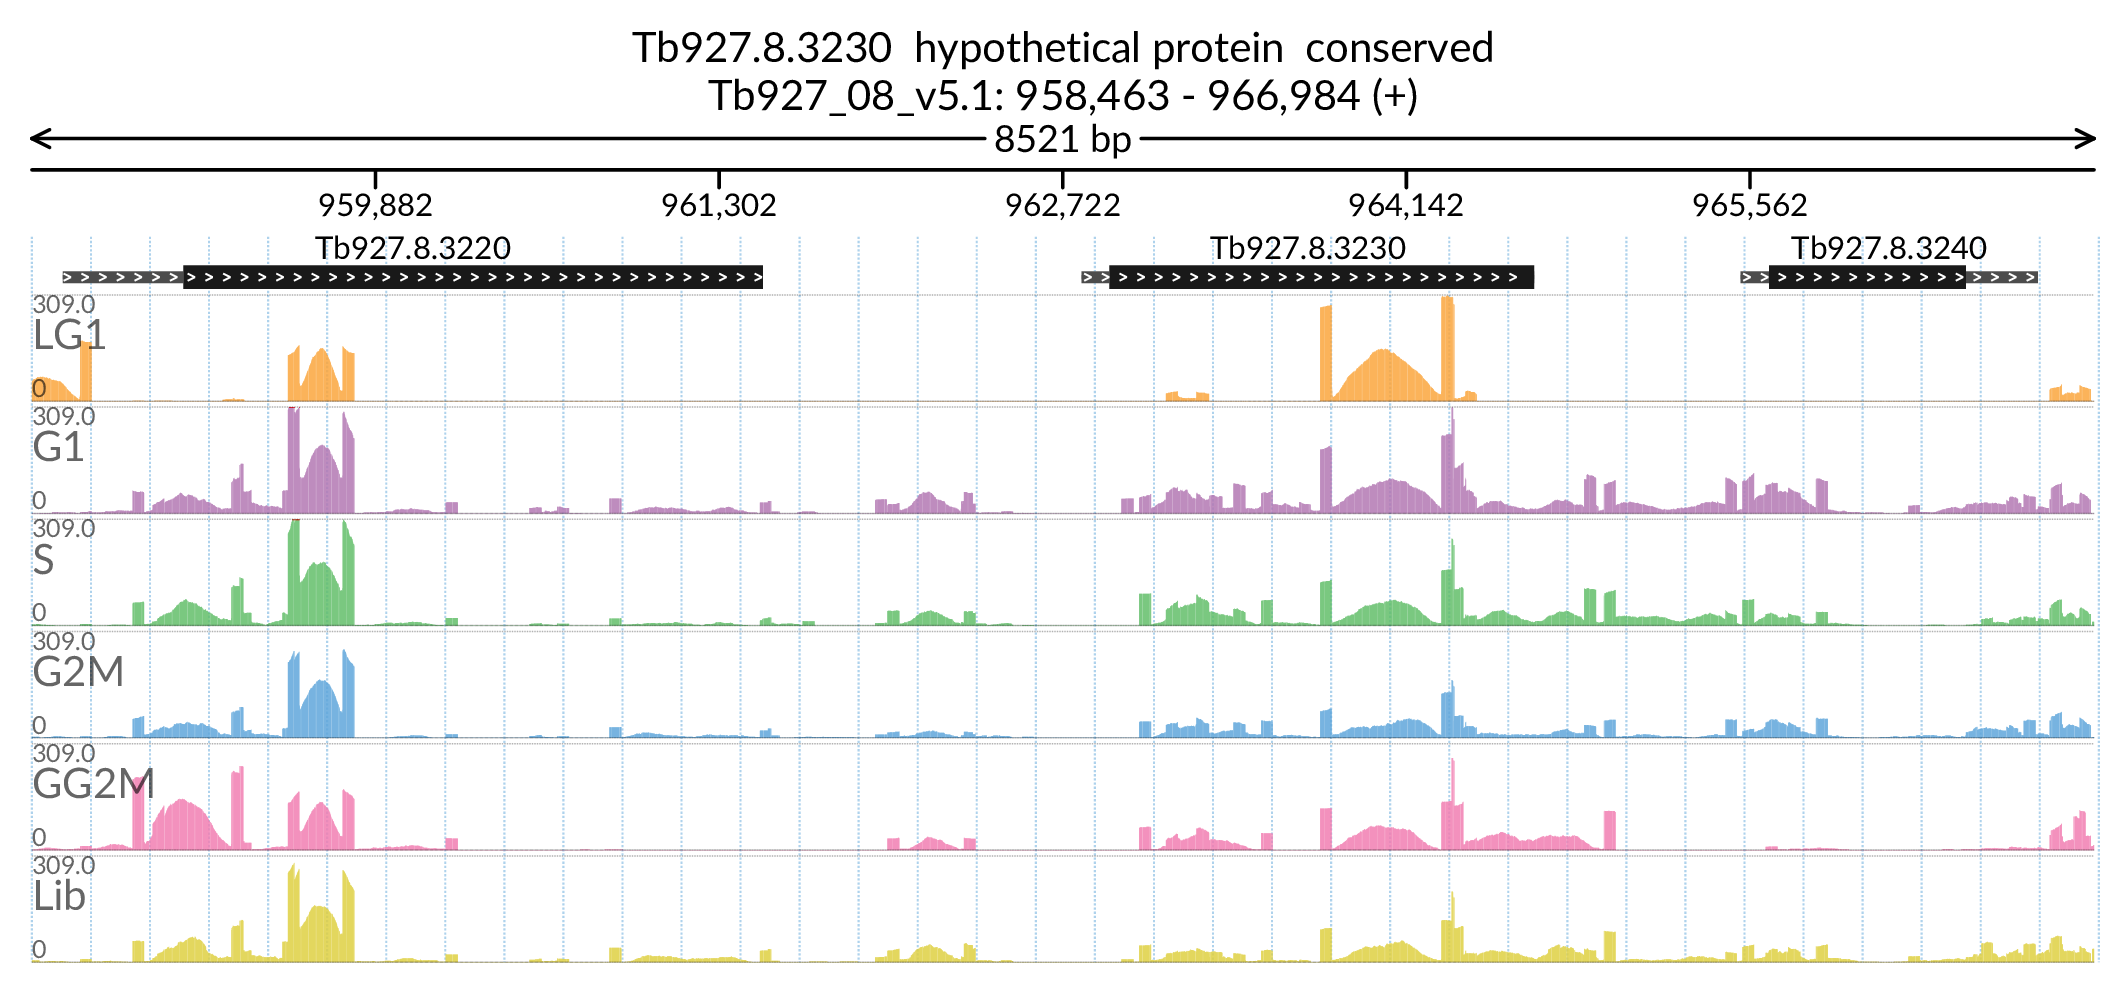 Tb927.8.3230 hypothetical protein conserved
Tb927_08_v5.1: 958,463 - 966,984 (+)
8521 bp
959,882 961,302 962,722 964,142 965,562
Tb927.8.3220 Tb927.8.3230 Tb927.8.3240
309.0
LG1
0
309.0
G1
0
309.0
S
0
309.0
G2M
0
309.0
GG2M
0
309.0
Lib
0